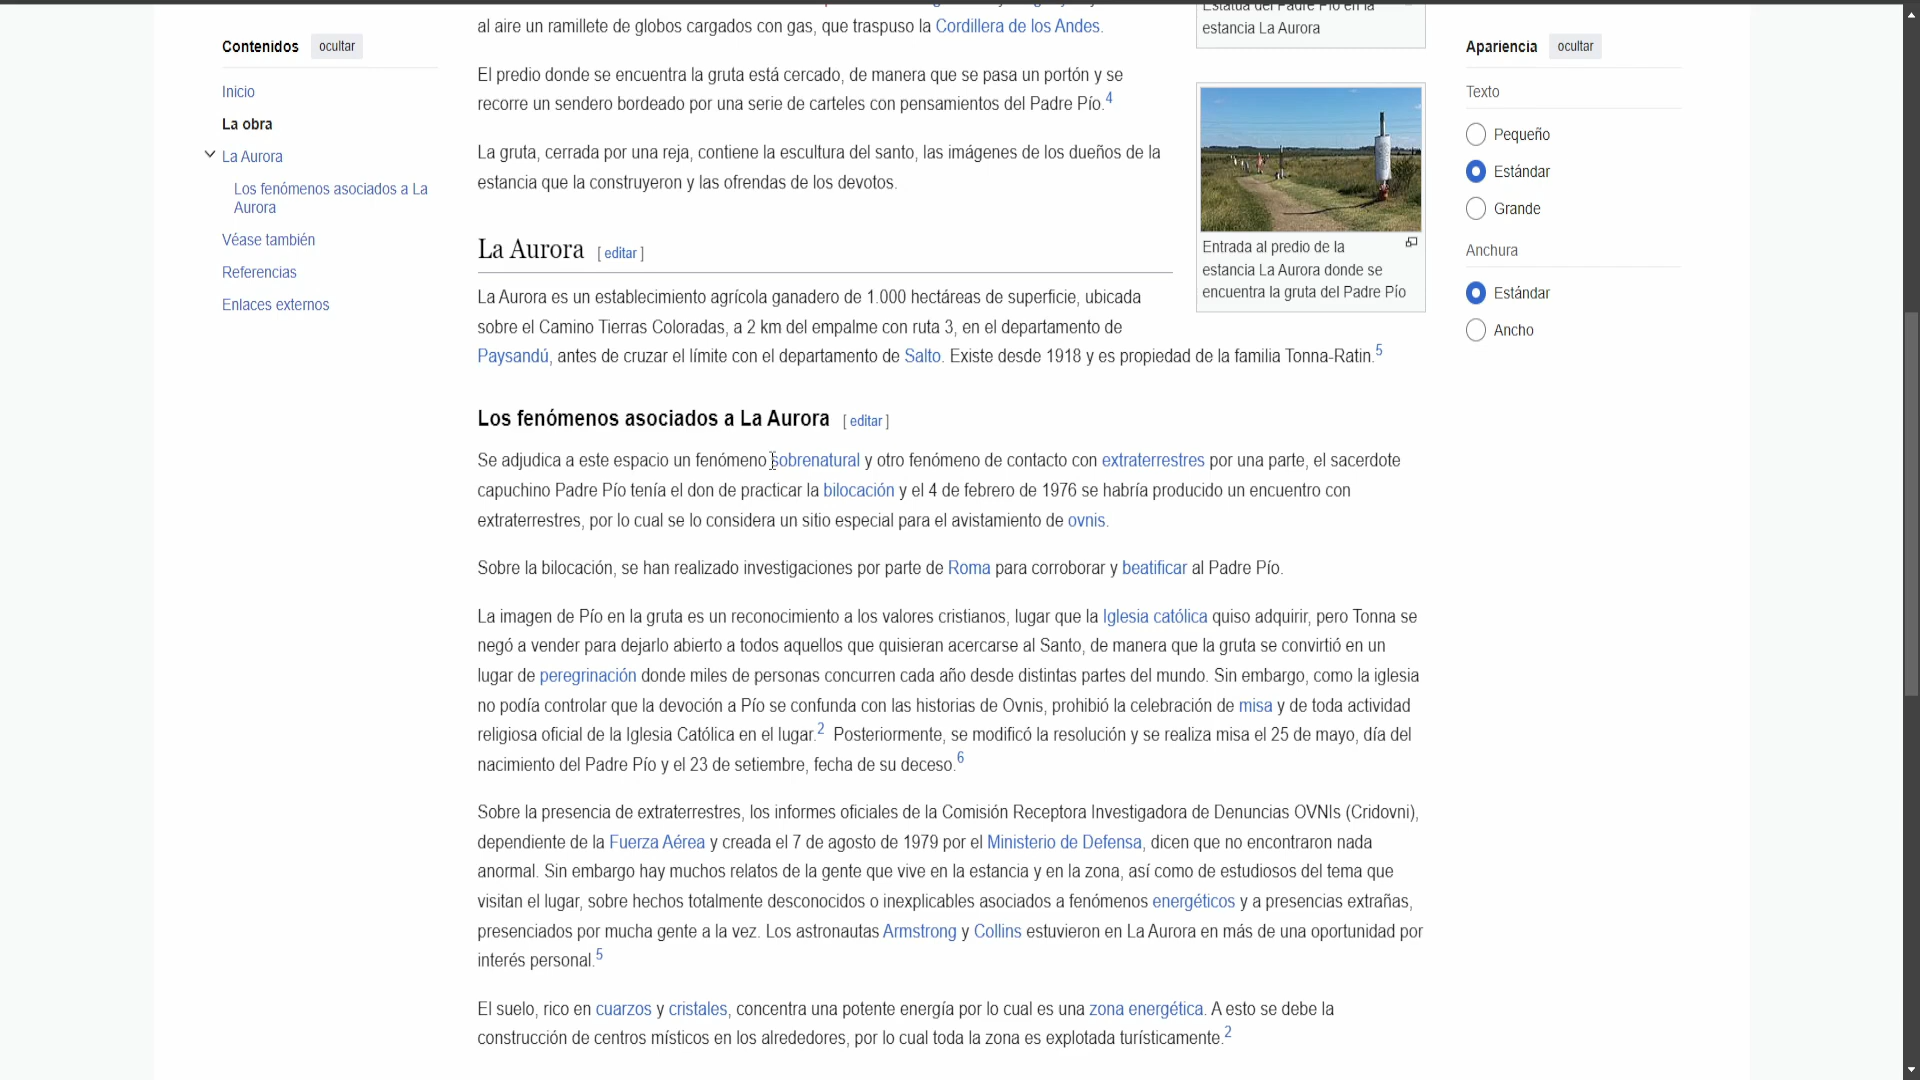 al aire un ramillete de globos cargados con gas, que traspuso la Cordillera de los Andes.
El predio donde se encuentra la gruta está cercado, de manera que se pasa un portón y se
recorre un sendero bordeado por una serie de carteles con pensamientos del Padre Pío.4
La gruta, cerrada por una reja, contiene la escultura del santo, las imágenes de los dueños de la
estancia que la construyeron y las ofrendas de los devotos.
Estatua del Padre Pío en la
estancia La Aurora
Entrada al predio de la
estancia La Aurora donde se
encuentra la gruta del Padre Pío
Contenidos ocultar
Inicio
La obra
La Aurora
Los fenómenos asociados a La
Aurora
Véase también
Referencias
Enlaces externos
La Aurora [ editar ]
La Aurora es un establecimiento agrícola ganadero de 1.000 hectáreas de superficie, ubicada
sobre el Camino Tierras Coloradas, a 2 km del empalme con ruta 3, en el departamento de
Paysandú, antes de cruzar el límite con el departamento de Salto. Existe desde 1918 y es propiedad de la familia Tonna-Ratin.5
Los fenómenos asociados a La Aurora [ editar ]
Se adjudica a este espacio un fenómeno sobrenatural y otro fenómeno de contacto con extraterrestres por una parte, el sacerdote
capuchino Padre Pío tenía el don de practicar la bilocación y el 4 de febrero de 1976 se habría producido un encuentro con
extraterrestres, por lo cual se lo considera un sitio especial para el avistamiento de ovnis.
Sobre la bilocación, se han realizado investigaciones por parte de Roma para corroborar y beatificar al Padre Pío.
La imagen de Pío en la gruta es un reconocimiento a los valores cristianos, lugar que la Iglesia católica quiso adquirir, pero Tonna se
negó a vender para dejarlo abierto a todos aquellos que quisieran acercarse al Santo, de manera que la gruta se convirtió en un
lugar de peregrinación donde miles de personas concurren cada año desde distintas partes del mundo. Sin embargo, como la iglesia
no podía controlar que la devoción a Pío se confunda con las historias de Ovnis, prohibió la celebración de misa y de toda actividad
religiosa oficial de la Iglesia Católica en el lugar.2 Posteriormente, se modificó la resolución y se realiza misa el 25 de mayo, día del
nacimiento del Padre Pío y el 23 de setiembre, fecha de su deceso.6
Sobre la presencia de extraterrestres, los informes oficiales de la Comisión Receptora Investigadora de Denuncias OVNIs (Cridovni),
dependiente de la Fuerza Aérea y creada el 7 de agosto de 1979 por el Ministerio de Defensa, dicen que no encontraron nada
anormal. Sin embargo hay muchos relatos de la gente que vive en la estancia y en la zona, así como de estudiosos del tema que
visitan el lugar, sobre hechos totalmente desconocidos o inexplicables asociados a fenómenos energéticos y a presencias extrañas,
presenciados por mucha gente a la vez. Los astronautas Armstrong y Collins estuvieron en La Aurora en más de una oportunidad por
interés personal.5
El suelo, rico en cuarzos y cristales, concentra una potente energía por lo cual es una zona energética. A esto se debe la
construcción de centros místicos en los alrededores, por lo cual toda la zona es explotada turísticamente.2
Apariencia ocultar
Texto
Pequeño
Estándar
Grande
Anchura
Estándar
Ancho